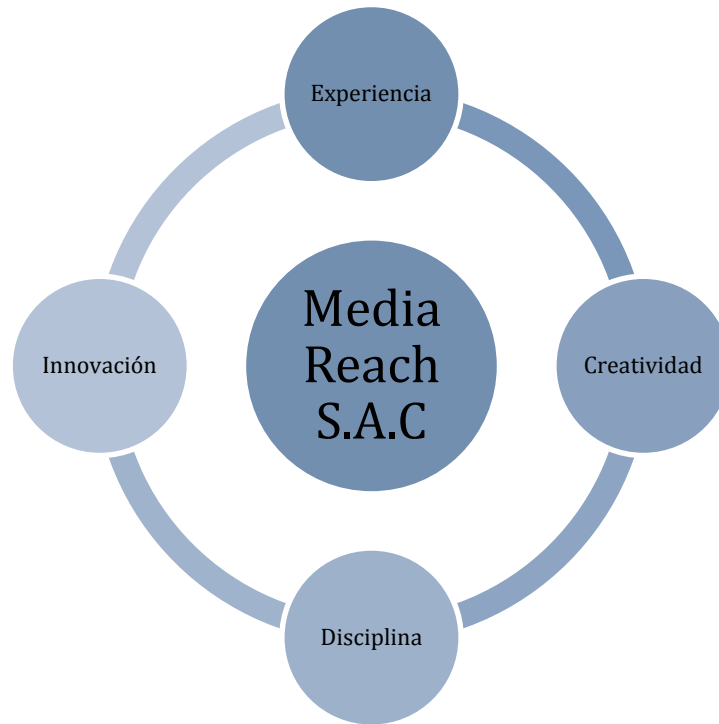 Experiencia
Media
Reach
S.A.C
Innovación
Creatividad
Disciplina